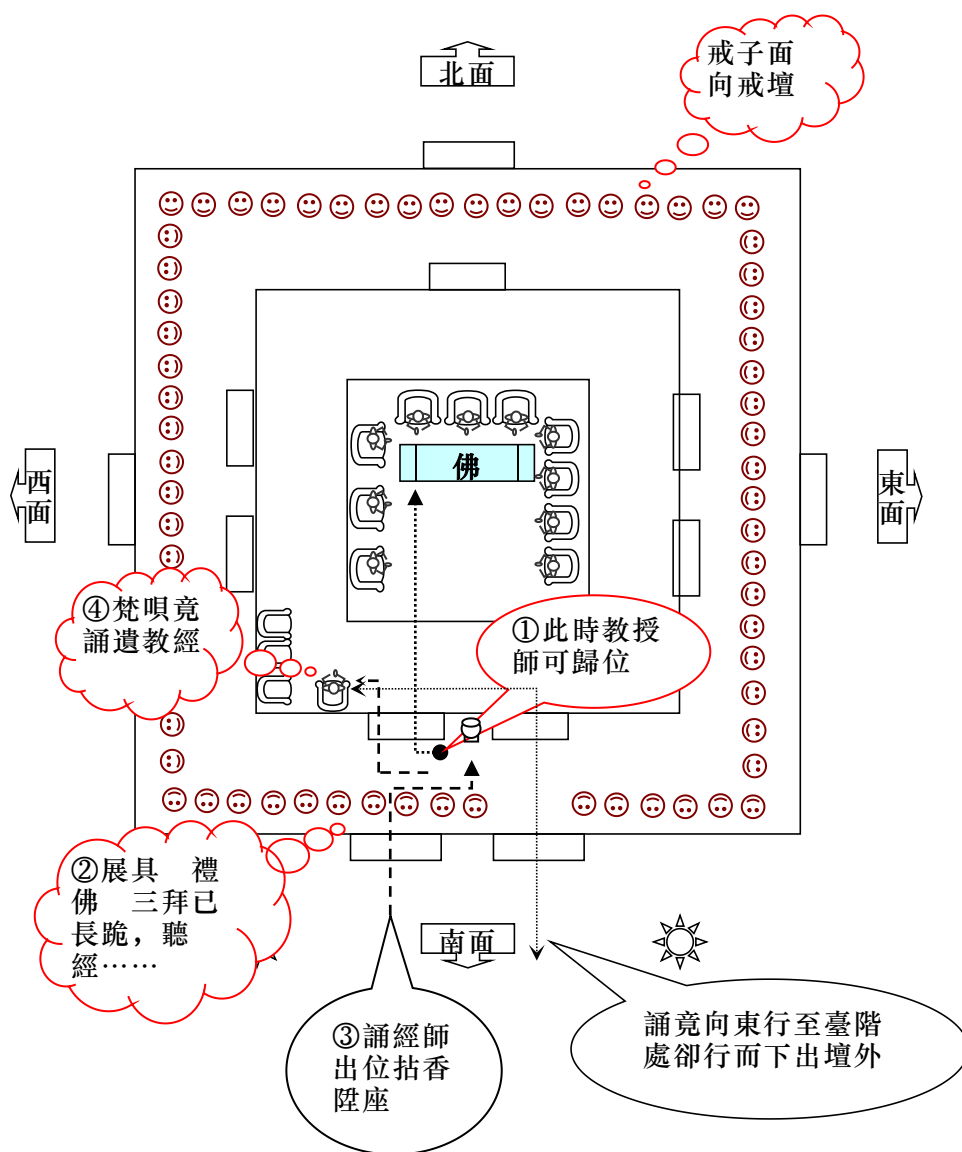 北面
戒子面
向戒壇
西
面
東
面
佛
④梵唄竟
誦遺教經
①此時教授
師可歸位
②展具　禮
佛　三拜已
長跪，聽
經……
南面
③誦經師
出位拈香
陞座
誦竟向東行至臺階
處卻行而下出壇外